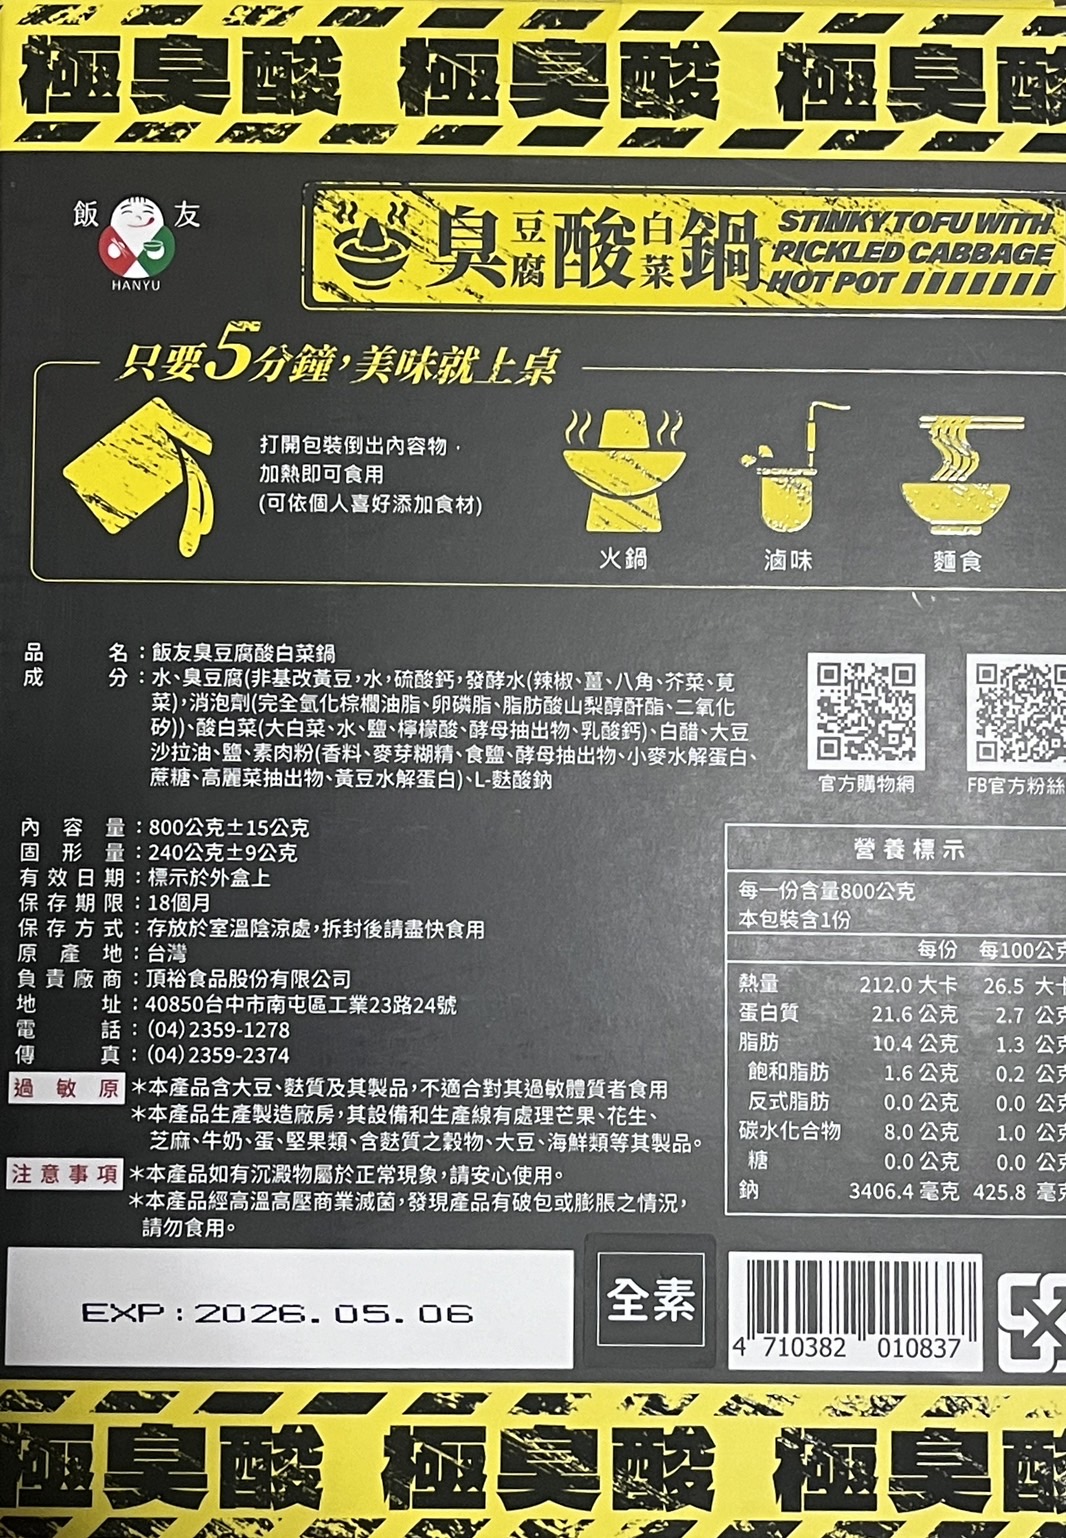 極臭酸 極臭酸 極臭酸
飯友
HANYU
臭豆腐酸白菜鍋
STINKY TOFU WITH
PICKLED CABBAGE
HOT POT
只要5分鐘,美味就上桌
打開包裝倒出內容物,
加熱即可食用
(可依個人喜好添加食材)
火鍋
滷味
麵食
品名:飯友臭豆腐酸白菜鍋
成分:水、臭豆腐(非基改黃豆,水,硫酸鈣,發酵水(辣椒、薑、八角、芥菜、莧
菜),消泡劑(完全氫化棕櫚油脂、卵磷脂、脂肪酸山梨醇酐酯、二氧化
矽))、酸白菜(大白菜、水、鹽、檸檬酸、酵母抽出物、乳酸鈣)、白醋、大豆
沙拉油、鹽、素肉粉(香料、麥芽糊精、食鹽、酵母抽出物、小麥水解蛋白、
蔗糖、高麗菜抽出物、黃豆水解蛋白)、L-麩酸鈉
官方購物網
FB官方粉絲
內容量:800公克±15公克
固形量:240公克±9公克
有效日期:標示於外盒上
保存期限:18個月
保存方式:存放於室溫陰涼處,拆封後請盡快食用
原產地:台灣
負責廠商:頂裕食品股份有限公司
地址:40850台中市南屯區工業23路24號
電話:(04)2359-1278
傳真:(04)2359-2374
過敏原 *本產品含大豆、麩質及其製品,不適合對其過敏體質者食用
*本產品生產製造廠房,其設備和生產線有處理芒果、花生、
芝麻、牛奶、蛋、堅果類、含麩質之穀物、大豆、海鮮類等其製品。
注意事項 *本產品如有沉澱物屬於正常現象,請安心使用。
*本產品經高溫高壓商業滅菌,發現產品有破包或膨脹之情況,
請勿食用。
營養標示
每一份含量800公克
本包裝含1份
每份 每100公克
熱量 212.0 大卡 26.5 大卡
蛋白質 21.6 公克 2.7 公克
脂肪 10.4 公克 1.3 公克
飽和脂肪 1.6 公克 0.2 公克
反式脂肪 0.0 公克 0.0 公克
碳水化合物 8.0 公克 1.0 公克
糖 0.0 公克 0.0 公克
鈉 3406.4 毫克 425.8 毫克
EXP:2026.05.06
全素
4 710382 010837
極臭酸 極臭酸 極臭酸